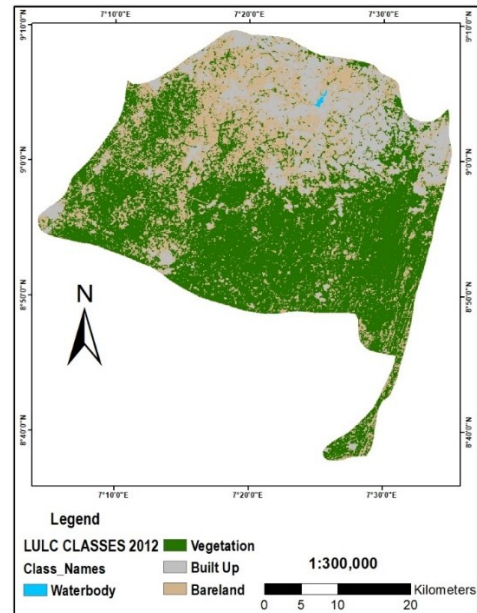 7°10'0"E 7°20'0"E 7°30'0"E
9°10'N 9°10'N
9°0'0"N 9°0'0"N
8°50'0"N 8°50'0"N
N
8°40'0"N 8°40'0"N
7°10'0"E 7°20'0"E 7°30'0"E
Legend
LULC CLASSES 2012 Vegetation
Class_Names Built Up 1:300,000
Waterbody Bareland Kilometers
0 5 10 20